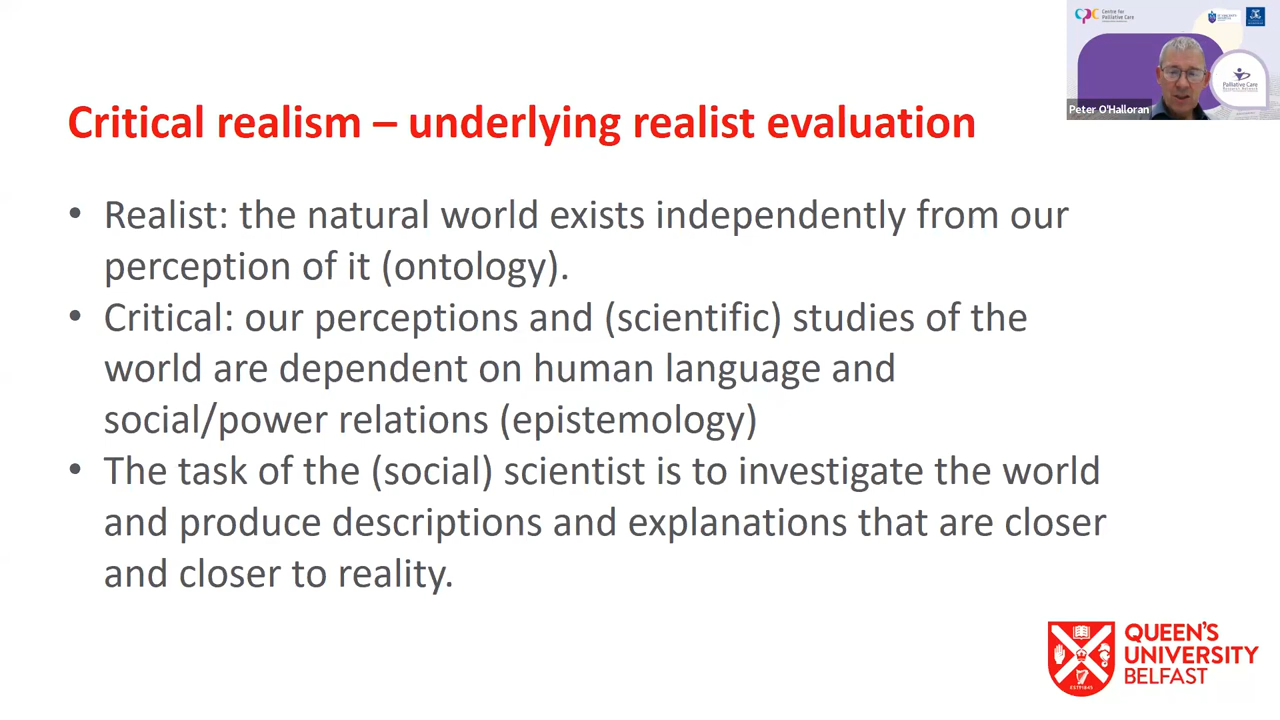 Centre for
Palliative Care
Peter O'Halloran
Palliative Care
Critical realism – underlying realist evaluation
• Realist: the natural world exists independently from our
perception of it (ontology).
• Critical: our perceptions and (scientific) studies of the
world are dependent on human language and
social/power relations (epistemology)
• The task of the (social) scientist is to investigate the world
and produce descriptions and explanations that are closer
and closer to reality.
QUEEN'S
UNIVERSITY
BELFAST
ESTD1845